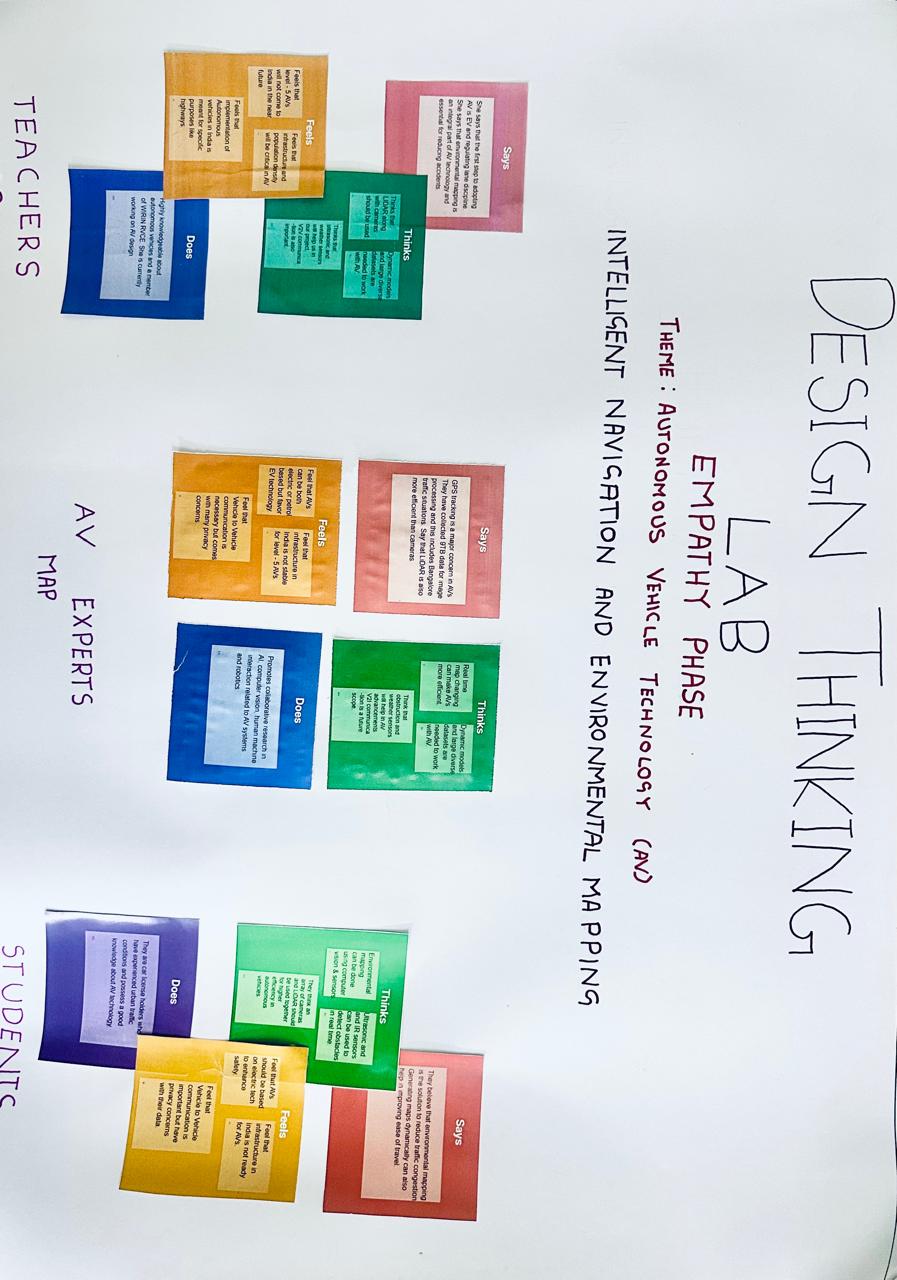 DESIGN THINKING
LAB
EMPATHY PHASE
THEME: AUTONOMOUS VEHICLE TECHNOLOGY (AV)
INTELLIGENT NAVIGATION AND ENVIRONMENTAL MAPPING
Says
She says that the first step to adopting
AV is EV and regulating lane discipline.
She says that environmental mapping is
an integral part of AV technology and
essential for reducing accidents.
Thinks
Thinks that
LiDAR along
with cameras
should be used
Dynamic models
and large diverse
datasets are
needed to work
with AV.
Thinks that
ultrasonic and
weather sensors
will help us in
our project.
V2V communica
-tion is also
important.
Feels
Feels that
level - 5 AVs
will not come to
India in the near
future
Feels that
infrastructure and
population density
will be critical in AV
Feels that
implementation of
Autonomous
vehicles in India is
meant for specific
purposes like
highways
Does
Highly knowledgeable about
autonomous vehicles and a member
of WIRIN RVCE. She is currently
working on AV design
TEACHERS
Says
GPS tracking is a major concern in AVs
They have collected 9TB data for image
processing and this includes Bangalore
traffic situations. Say that LiDAR is also
more efficient than cameras
Thinks
Real time
map changing
can make AVs
more efficient.
Dynamic models
and large diverse
datasets are
needed to work
with AV.
Think that
obstruction and
weather sensors
will help in AV
advancements
V2I communica
-tion is a future
scope.
Feels
Feel that AVs
can be both
electric or petrol
based but favor
EV technology.
Feel that
infrastructure in
India is not stable
for level - 5 AVs
Feel that
Vehicle to Vehicle
communication is
necessary but comes
with many privacy
concerns
Does
Promotes collaborative research in
AI, computer vision, human machine
interaction related to AV systems
and robotics
AV EXPERTS
MAP
Says
They believe that environmental mapping
is the solution to reduce traffic congestion
Generating maps dynamically can also
help in improving ease of travel
Thinks
Environmental
mapping
can be done
using computer
vision & sensors
Ultrasonic and
and IR sensors
can be used to
detect obstacles
in real time
They think an
array of cameras
and LiDAR should
be used together
for higher
efficiency in
autonomous
vehicles.
Feels
Feel that AVs
should be based
on electric tech
to enhance
safety.
Feel that
infrastructure in
India is not ready
for AVs.
Feel that
Vehicle to Vehicle
communication is
important but have
privacy concerns
with their data.
Does
They are car license holders who
have experienced urban traffic
conditions and possess a good
knowledge about AV technology.
STUDENTS